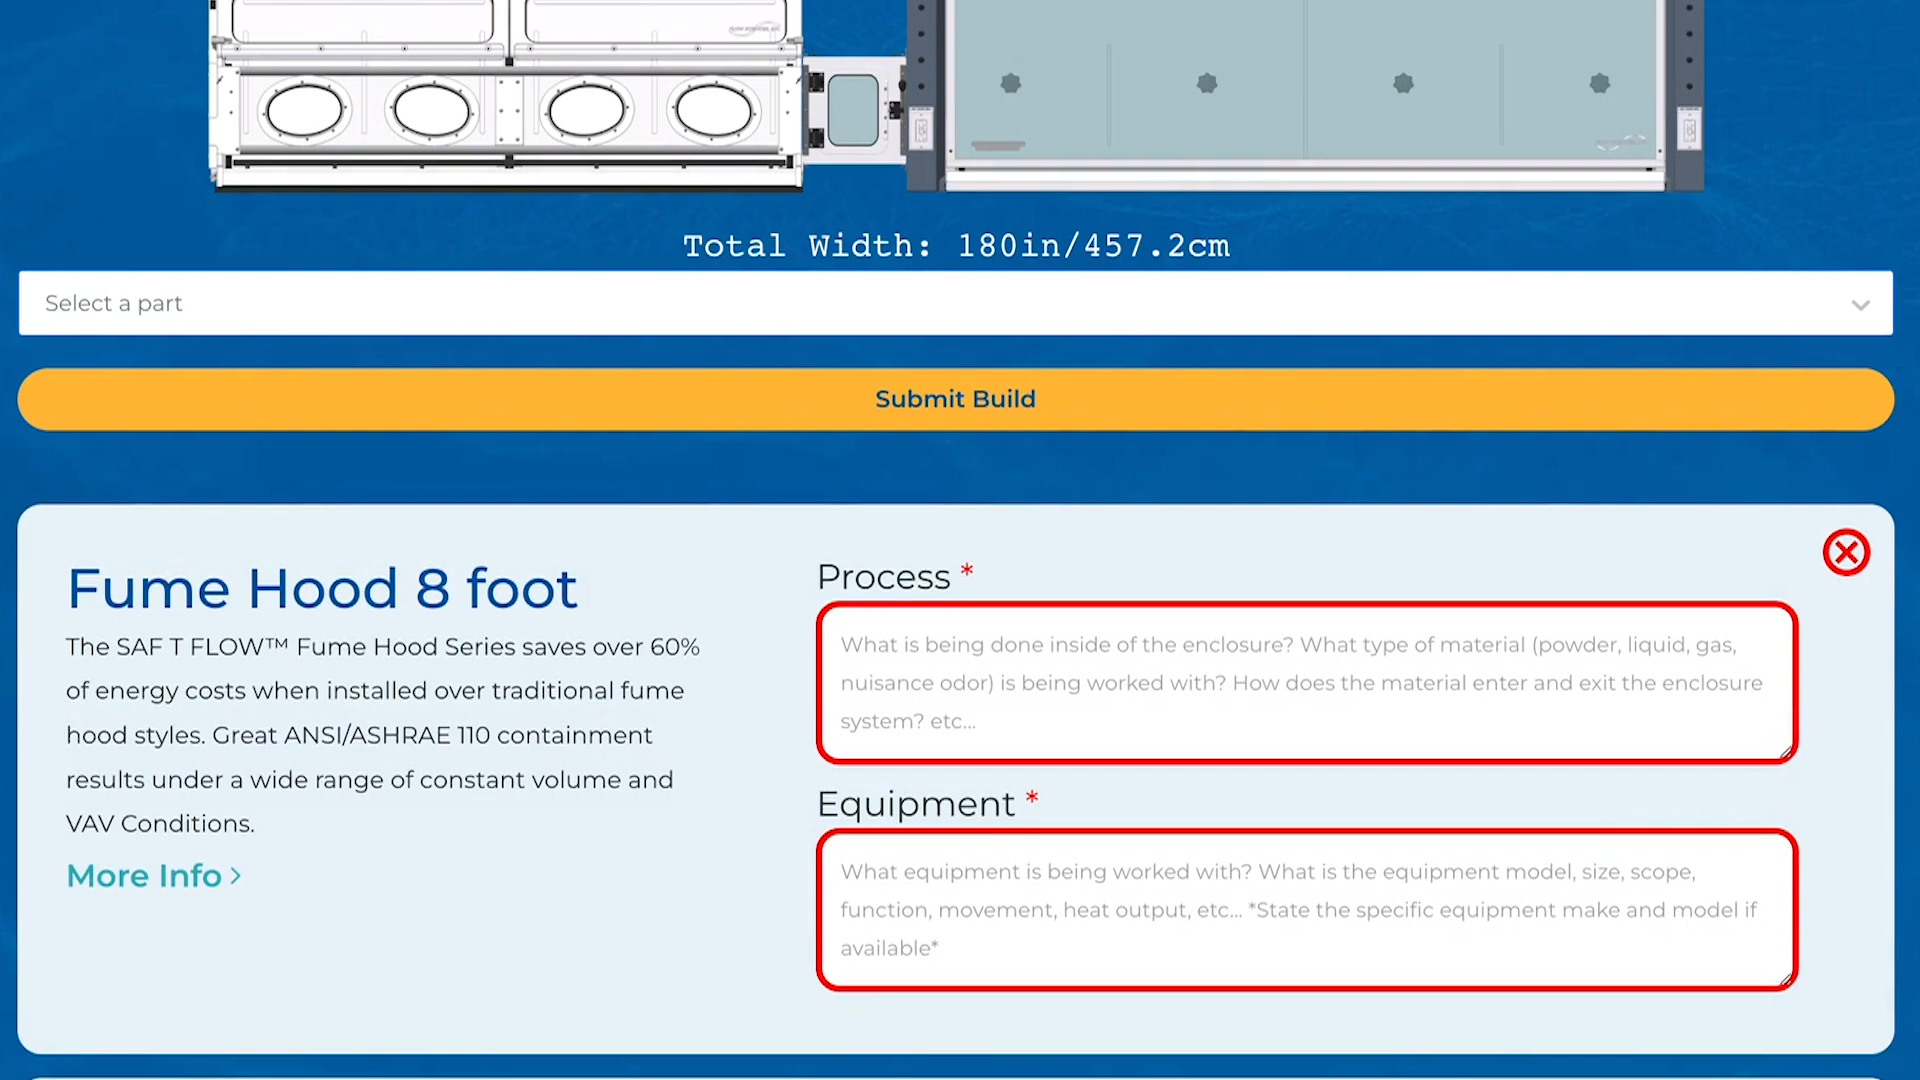 Total Width: 180in/457.2cm
Select a part
Submit Build
Fume Hood 8 foot
The SAF T FLOW™ Fume Hood Series saves over 60%
of energy costs when installed over traditional fume
hood styles. Great ANSI/ASHRAE 110 containment
results under a wide range of constant volume and
VAV Conditions.
More Info >
Process *
What is being done inside of the enclosure? What type of material (powder, liquid, gas,
nuisance odor) is being worked with? How does the material enter and exit the enclosure
system? etc...
Equipment *
What equipment is being worked with? What is the equipment model, size, scope,
function, movement, heat output, etc... *State the specific equipment make and model if
available*